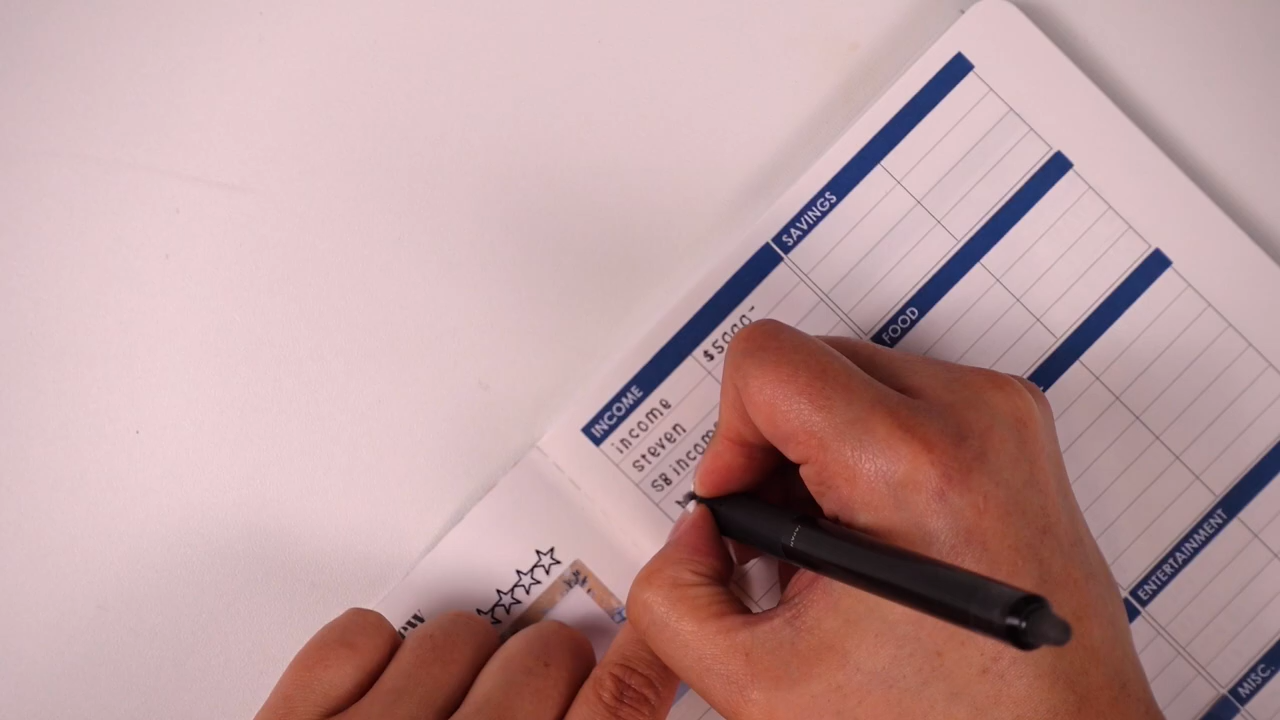 SAVINGS
INCOME
$5000
income
steven
SB income
FOOD
ENTERTAINMENT
MISC.